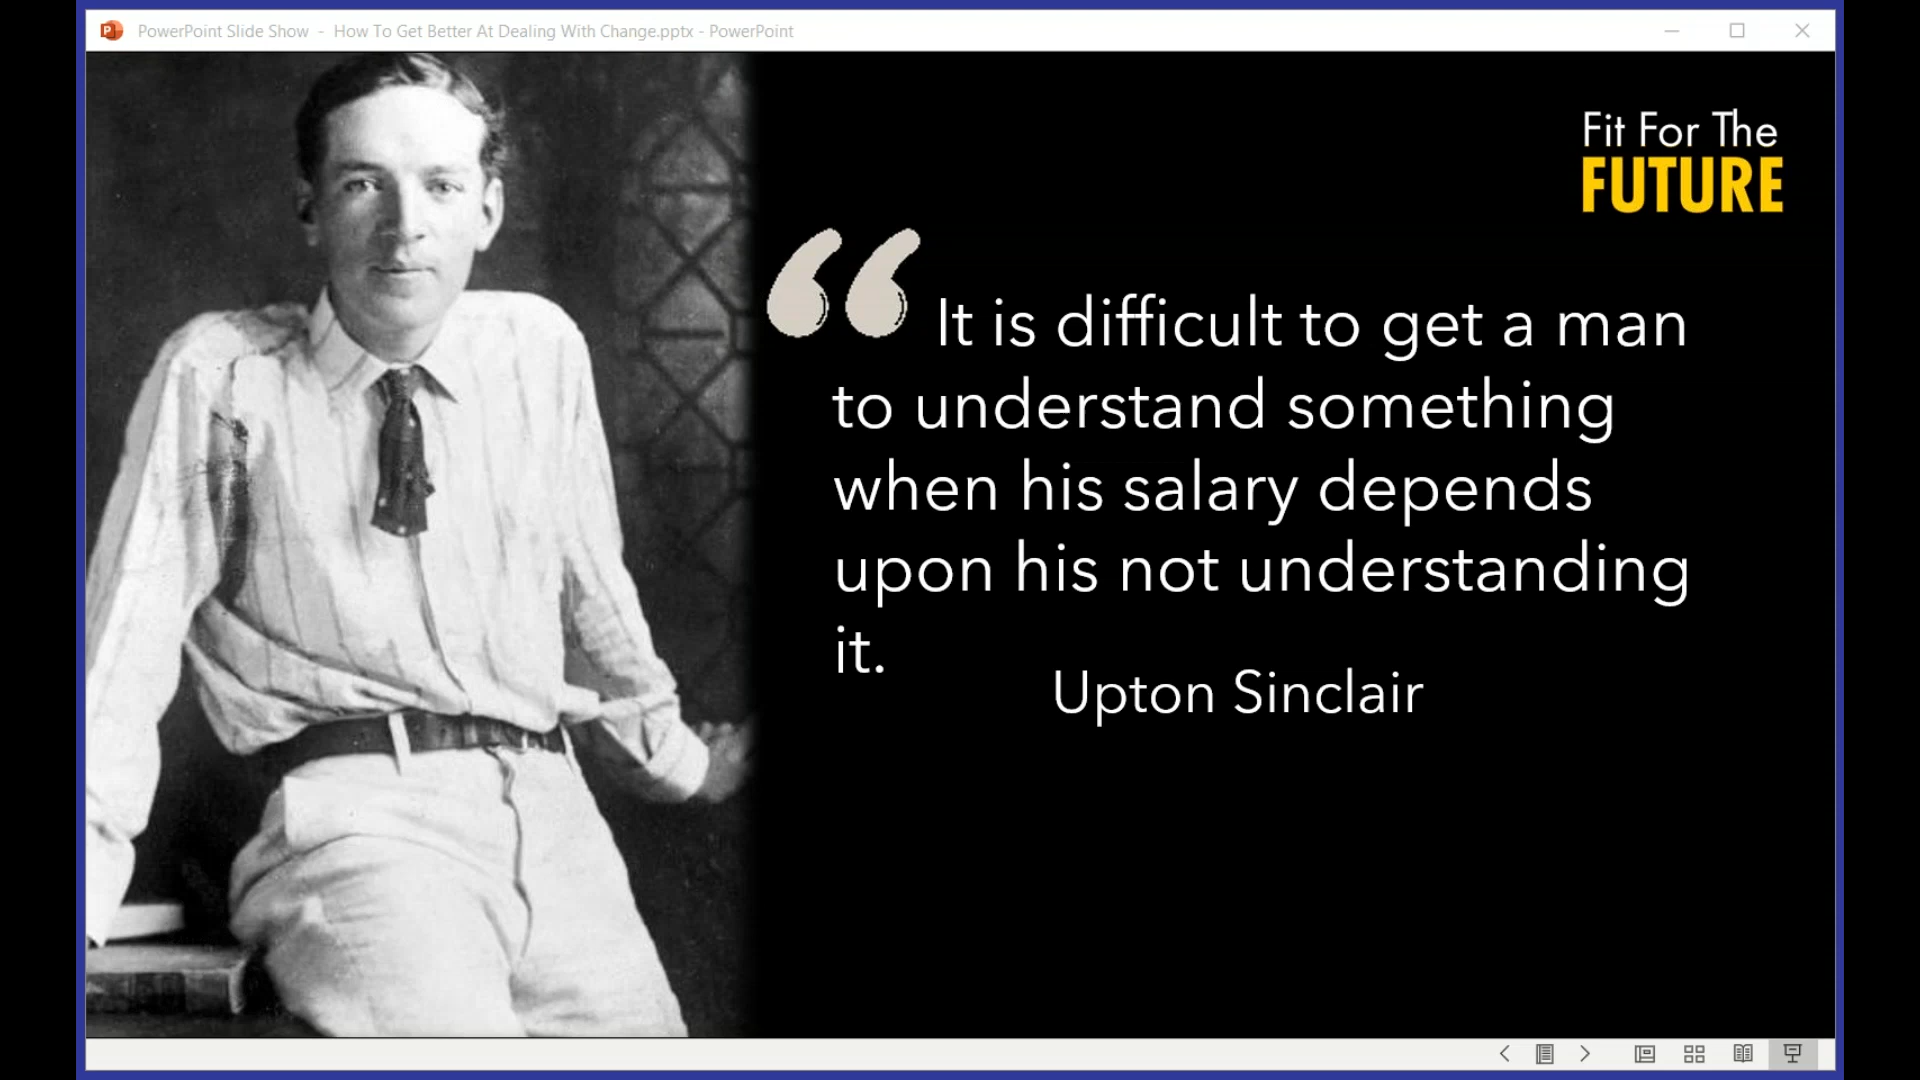 PowerPoint Slide Show - How To Get Better At Dealing With Change.pptx - PowerPoint
Fit For The
FUTURE
“ It is difficult to get a man
to understand something
when his salary depends
upon his not understanding
it.
Upton Sinclair